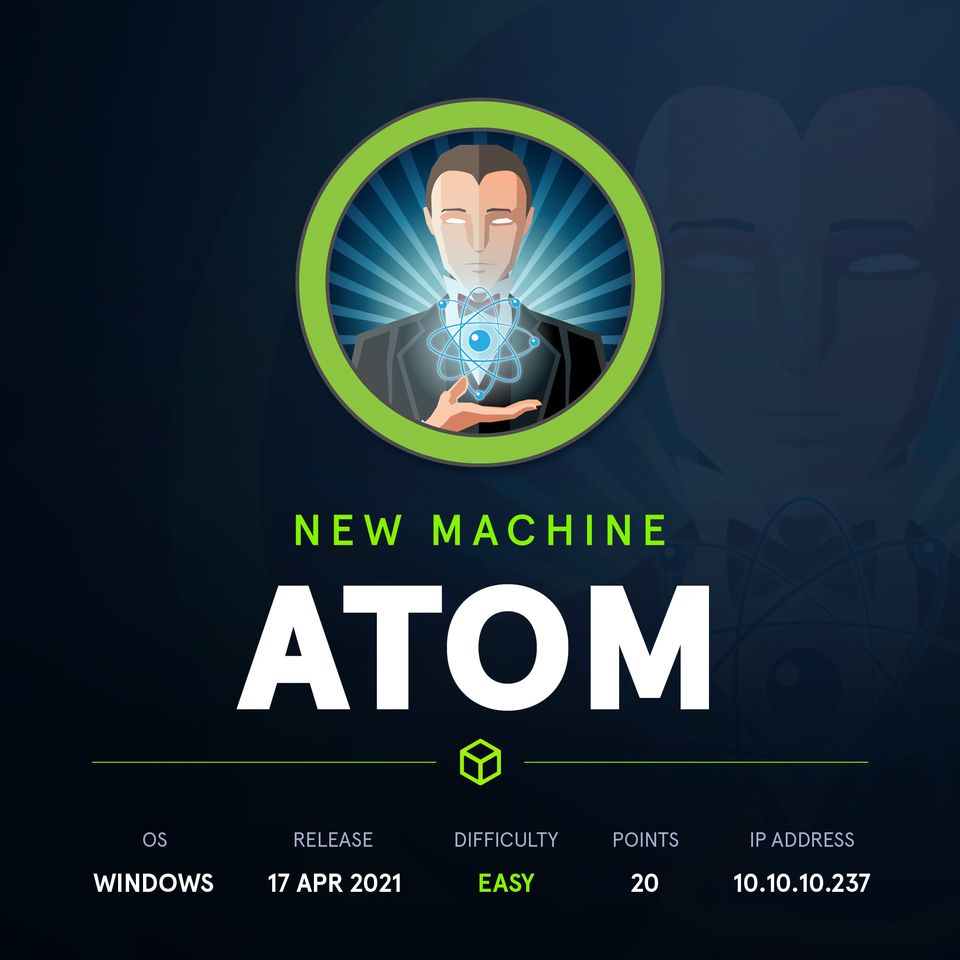 NEW MACHINE
ATOM
OS RELEASE DIFFICULTY POINTS IP ADDRESS
WINDOWS 17 APR 2021 EASY 20 10.10.10.237